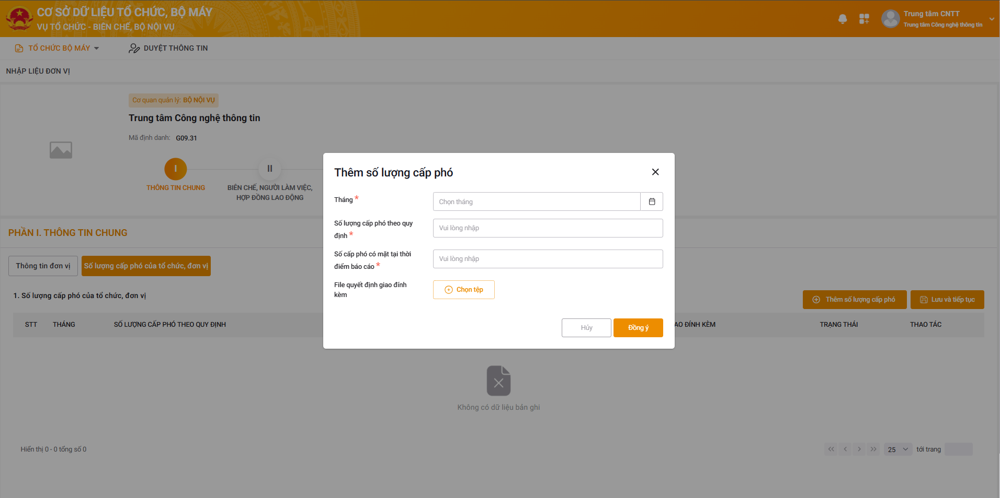 CƠ SỞ DỮ LIỆU TỔ CHỨC, BỘ MÁY
VỤ TỔ CHỨC - BIÊN CHẾ, BỘ NỘI VỤ
Trung tâm CNTT
Trung tâm Công nghệ thông tin
TỔ CHỨC BỘ MÁY
DUYỆT THÔNG TIN
NHẬP LIỆU ĐƠN VỊ
Cơ quan quản lý: BỘ NỘI VỤ
Trung tâm Công nghệ thông tin
Mã định danh: G09.31
I
II
THÔNG TIN CHUNG
BIÊN CHẾ, NGƯỜI LÀM VIỆC,
HỢP ĐỒNG LAO ĐỘNG
Thêm số lượng cấp phó
Tháng *
Chọn tháng
Số lượng cấp phó theo quy
định *
Vui lòng nhập
Số cấp phó có mặt tại thời
điểm báo cáo *
Vui lòng nhập
File quyết định giao đính
kèm
Chọn tệp
Hủy
Đồng ý
PHẦN I. THÔNG TIN CHUNG
Thông tin đơn vị
Số lượng cấp phó của tổ chức, đơn vị
1. Số lượng cấp phó của tổ chức, đơn vị
Thêm số lượng cấp phó
Lưu và tiếp tục
STT
THÁNG
SỐ LƯỢNG CẤP PHÓ THEO QUY ĐỊNH
AO ĐÍNH KÈM
TRẠNG THÁI
THAO TÁC
Không có dữ liệu bản ghi
Hiển thị 0 - 0 tổng số 0
25
tới trang